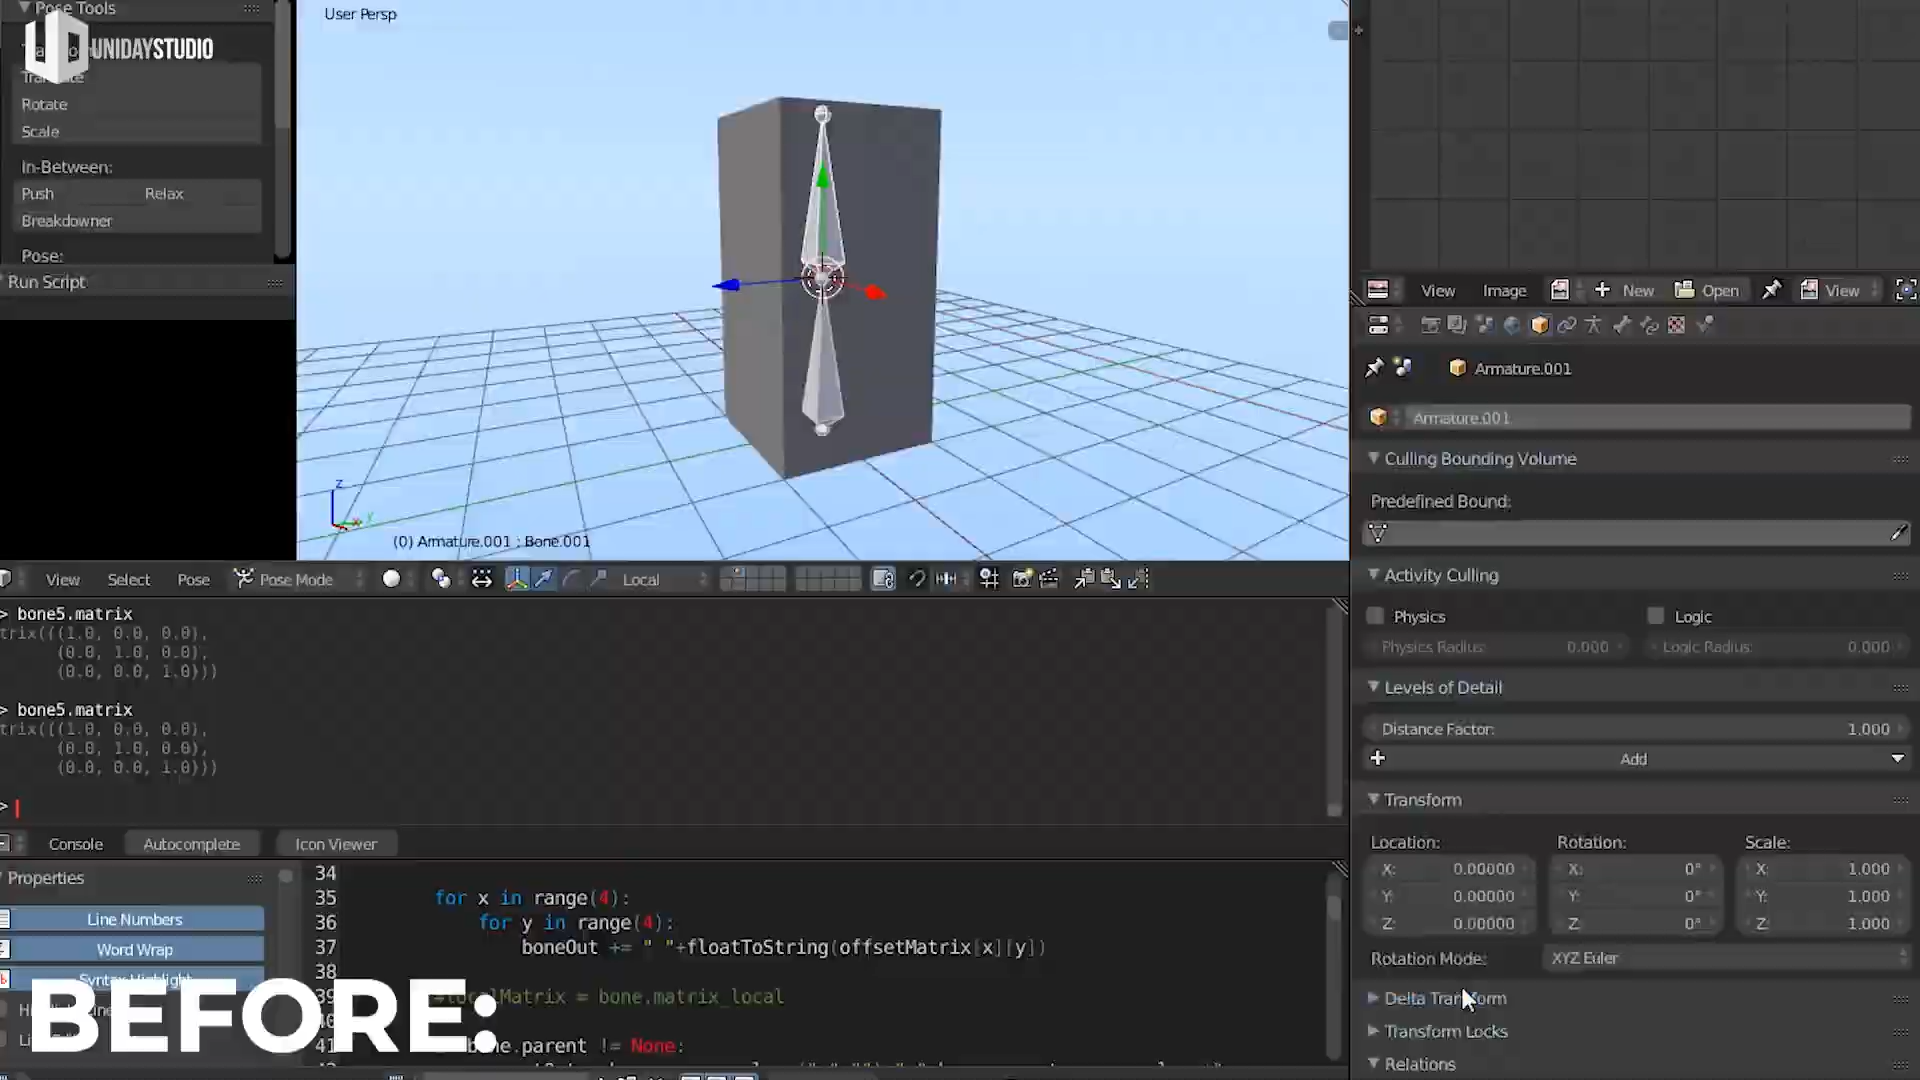 Pose Tools
UNIDAYSTUDIO
Translate
Rotate
Scale
In-Between:
Push Relax
Breakdowner
Pose:
Run Script
User Persp
z
y
(0) Armature.001 : Bone.001
View Select Pose Pose Mode Local
> bone5.matrix
trix(((1.0, 0.0, 0.0),
(0.0, 1.0, 0.0),
(0.0, 0.0, 1.0)))
> bone5.matrix
trix(((1.0, 0.0, 0.0),
(0.0, 1.0, 0.0),
(0.0, 0.0, 1.0)))
>
Console Autocomplete Icon Viewer
Properties
Line Numbers
Word Wrap
Syntax Highlight
BEFORE:
34
35 for x in range(4):
36 for y in range(4):
37 boneOut += " "+floatToString(offsetMatrix[x][y])
38
39 #localMatrix = bone.matrix_local
40
41 bone.parent != None:
View Image New Open View
Armature.001
Armature.001
Culling Bounding Volume
Predefined Bound:
Activity Culling
Physics Logic
Physics Radius: 0.000 Logic Radius: 0.000
Levels of Detail
Distance Factor: 1.000
Add
Transform
Location: Rotation: Scale:
X: 0.00000 X: 0° X: 1.000
Y: 0.00000 Y: 0° Y: 1.000
Z: 0.00000 Z: 0° Z: 1.000
Rotation Mode: XYZ Euler
Delta Transform
Transform Locks
Relations